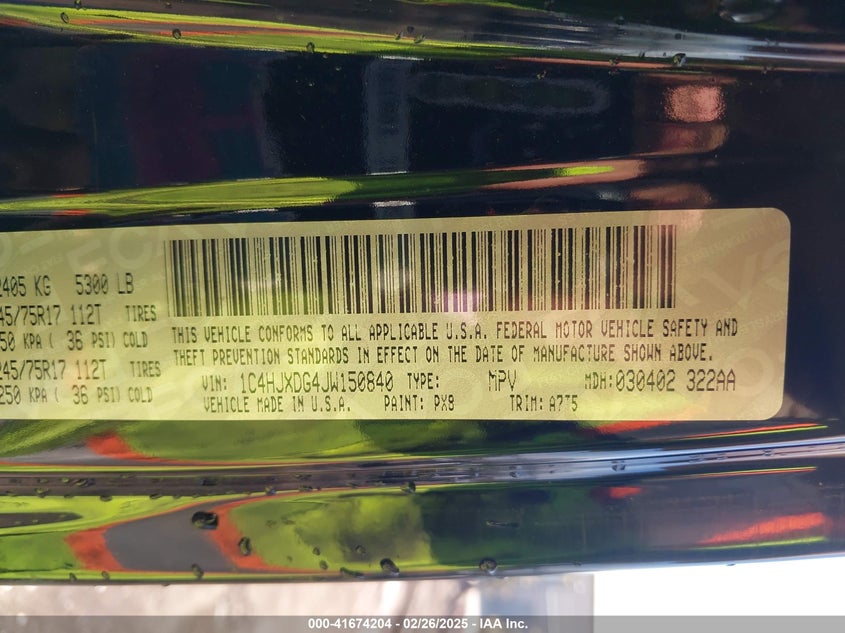 2405 KG 5300 LB
245/75R17 112T TIRES
250 KPA ( 36 PSI) COLD
245/75R17 112T TIRES
250 KPA ( 36 PSI) COLD
THIS VEHICLE CONFORMS TO ALL APPLICABLE U.S.A. FEDERAL MOTOR VEHICLE SAFETY AND
THEFT PREVENTION STANDARDS IN EFFECT ON THE DATE OF MANUFACTURE SHOWN ABOVE.
VIN: 1C4HJXDG4JW150840 TYPE: MPV MDH: 030402 322AA
VEHICLE MADE IN U.S.A. PAINT: PX8 TRIM: A7T5
000-41674204 - 02/26/2025 - IAA Inc.